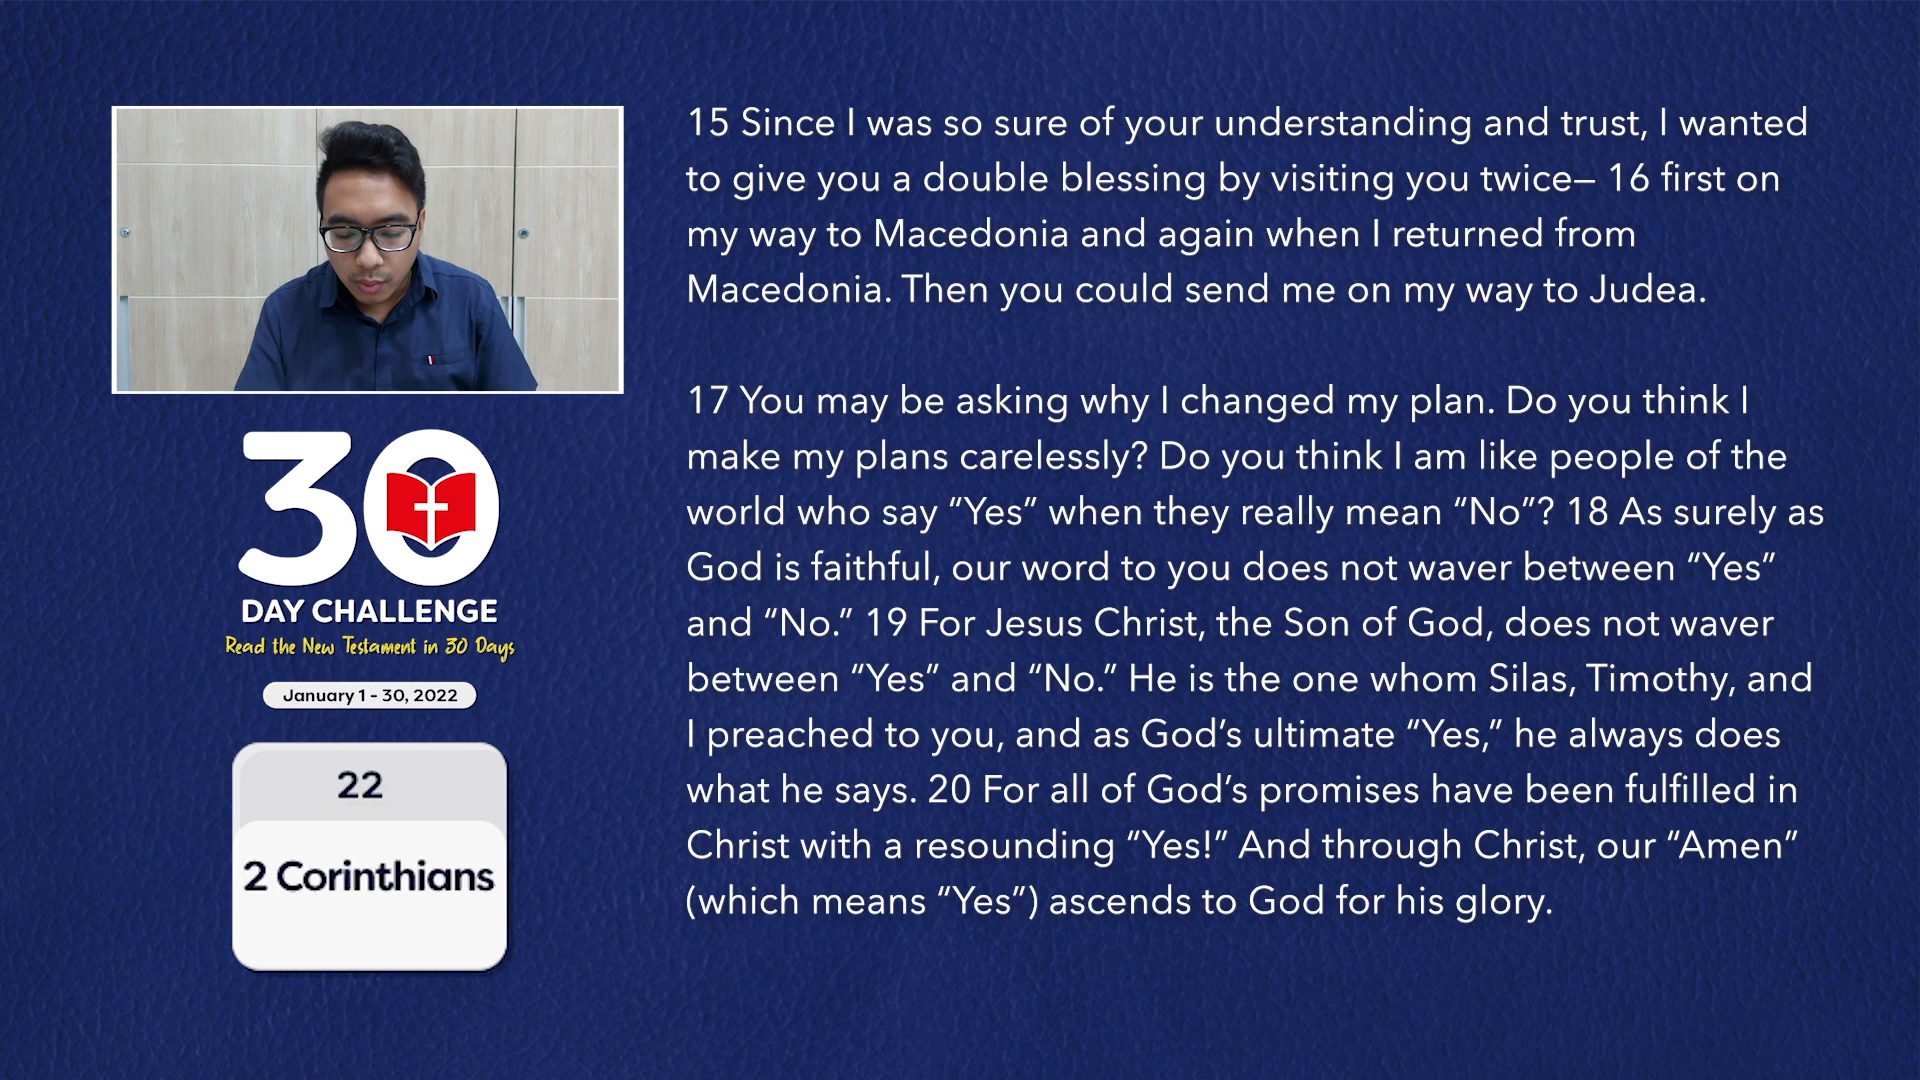 15 Since I was so sure of your understanding and trust, I wanted
to give you a double blessing by visiting you twice— 16 first on
my way to Macedonia and again when I returned from
Macedonia. Then you could send me on my way to Judea.
17 You may be asking why I changed my plan. Do you think I
make my plans carelessly? Do you think I am like people of the
world who say “Yes” when they really mean “No”? 18 As surely as
God is faithful, our word to you does not waver between “Yes”
and “No.” 19 For Jesus Christ, the Son of God, does not waver
between “Yes” and “No.” He is the one whom Silas, Timothy, and
I preached to you, and as God’s ultimate “Yes,” he always does
what he says. 20 For all of God’s promises have been fulfilled in
Christ with a resounding “Yes!” And through Christ, our “Amen”
(which means “Yes”) ascends to God for his glory.
30
DAY CHALLENGE
Read the New Testament in 30 Days
January 1 - 30, 2022
22
2 Corinthians